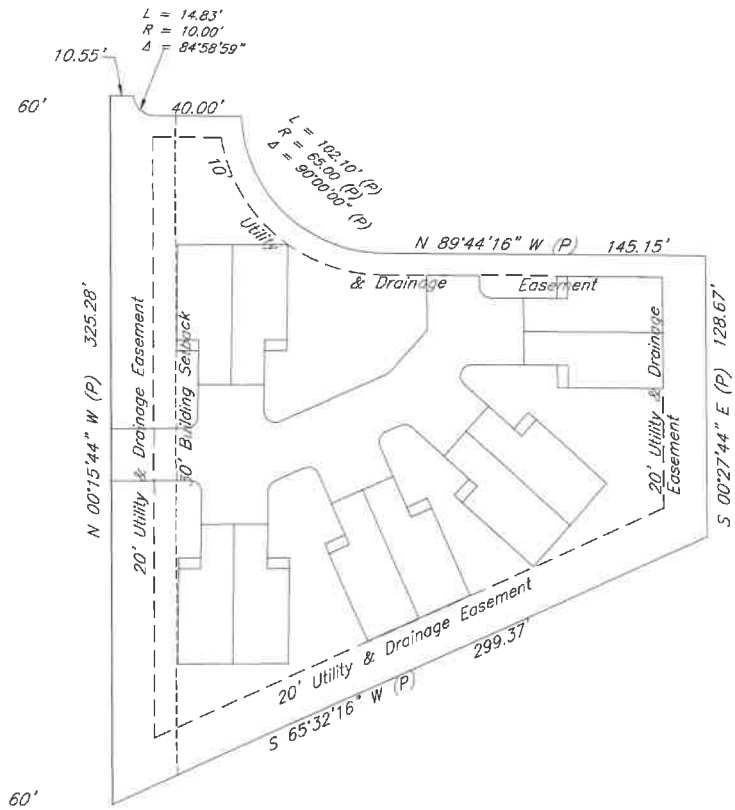 L = 14.83'
R = 10.00'
Δ = 84°58'59"
10.55'
60'
40.00'
L = 102.10' (P)
R = 65.00 (P)
Δ = 90°00'00" (P)
10'
Utility
& Drainage
Easement
N 89°44'16" W (P)
145.15'
N 00°15'44" W (P) 325.28'
20' Utility & Drainage Easement
Building Setback
20' Utility & Drainage
Easement
S 00°27'44" E (P) 128.67'
20' Utility & Drainage Easement
S 65°32'16" W (P)
299.37'
60'